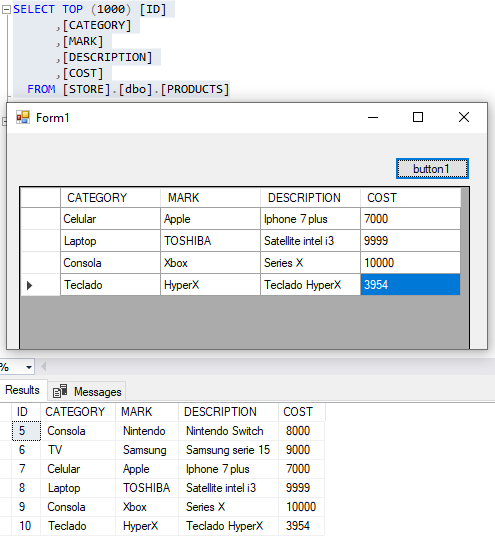 SELECT TOP (1000) [ID]
,[CATEGORY]
,[MARK]
,[DESCRIPTION]
,[COST]
FROM [STORE].[dbo].[PRODUCTS]
Form1
button1
CATEGORY MARK DESCRIPTION COST
Celular Apple Iphone 7 plus 7000
Laptop TOSHIBA Satellite intel i3 9999
Consola Xbox Series X 10000
Teclado HyperX Teclado HyperX 3954
%
Results Messages
ID CATEGORY MARK DESCRIPTION COST
5 Consola Nintendo Nintendo Switch 8000
6 TV Samsung Samsung serie 15 9000
7 Celular Apple Iphone 7 plus 7000
8 Laptop TOSHIBA Satellite intel i3 9999
9 Consola Xbox Series X 10000
10 Teclado HyperX Teclado HyperX 3954